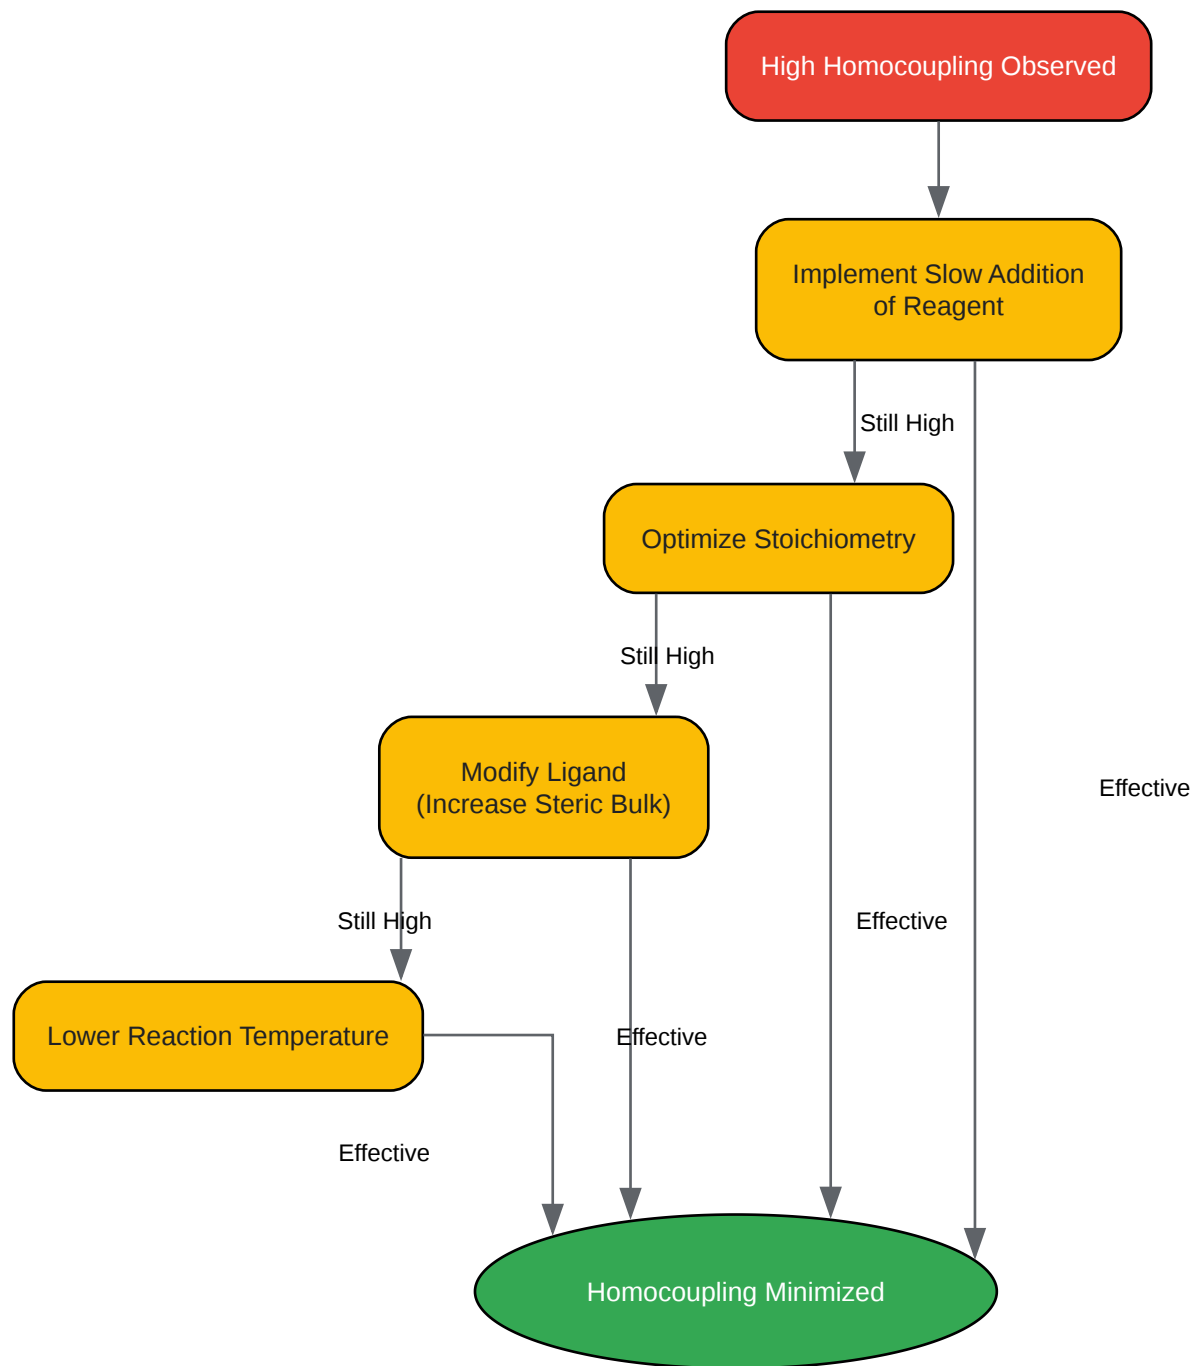 High Homocoupling Observed
Implement Slow Addition
of Reagent
Still High
Optimize Stoichiometry
Still High
Modify Ligand
(Increase Steric Bulk)
Effective
Still High
Effective
Lower Reaction Temperature
Effective
Effective
Homocoupling Minimized